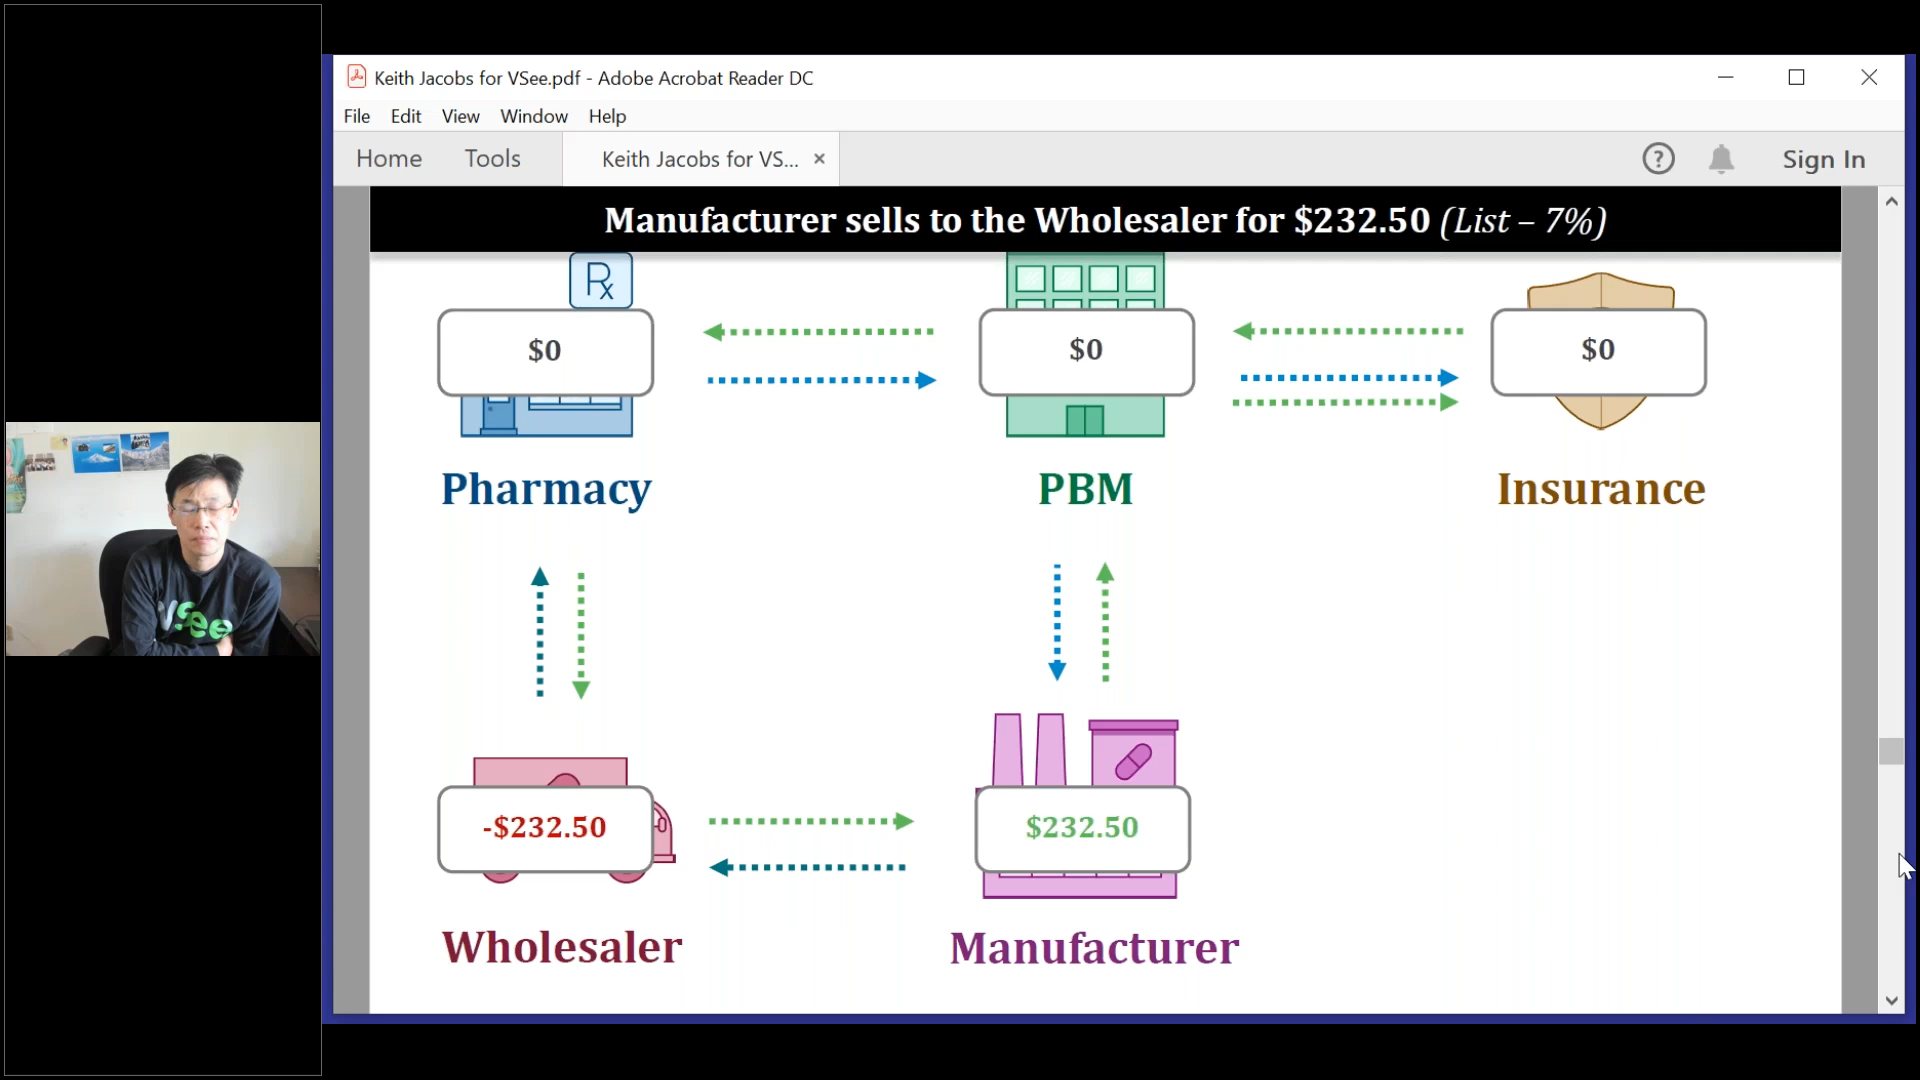 Keith Jacobs for VSee.pdf - Adobe Acrobat Reader DC
File Edit View Window Help
Home Tools Keith Jacobs for VS... × ? Sign In
Manufacturer sells to the Wholesaler for $232.50 (List – 7%)
Rx
$0 $0 $0
Pharmacy PBM Insurance
vsee
-$232.50 $232.50
Wholesaler Manufacturer